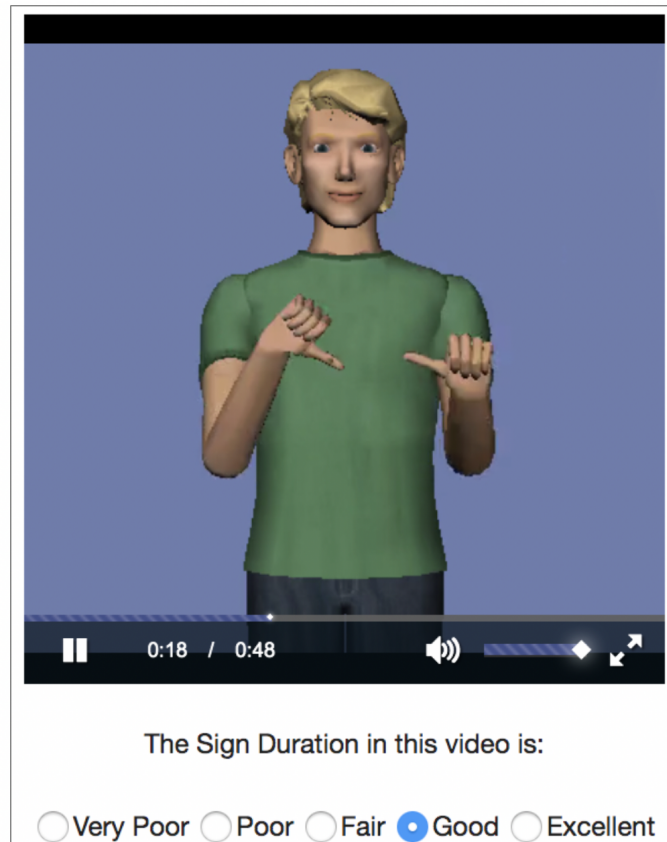 0:18 / 0:48
The Sign Duration in this video is:
Very Poor Poor Fair Good Excellent